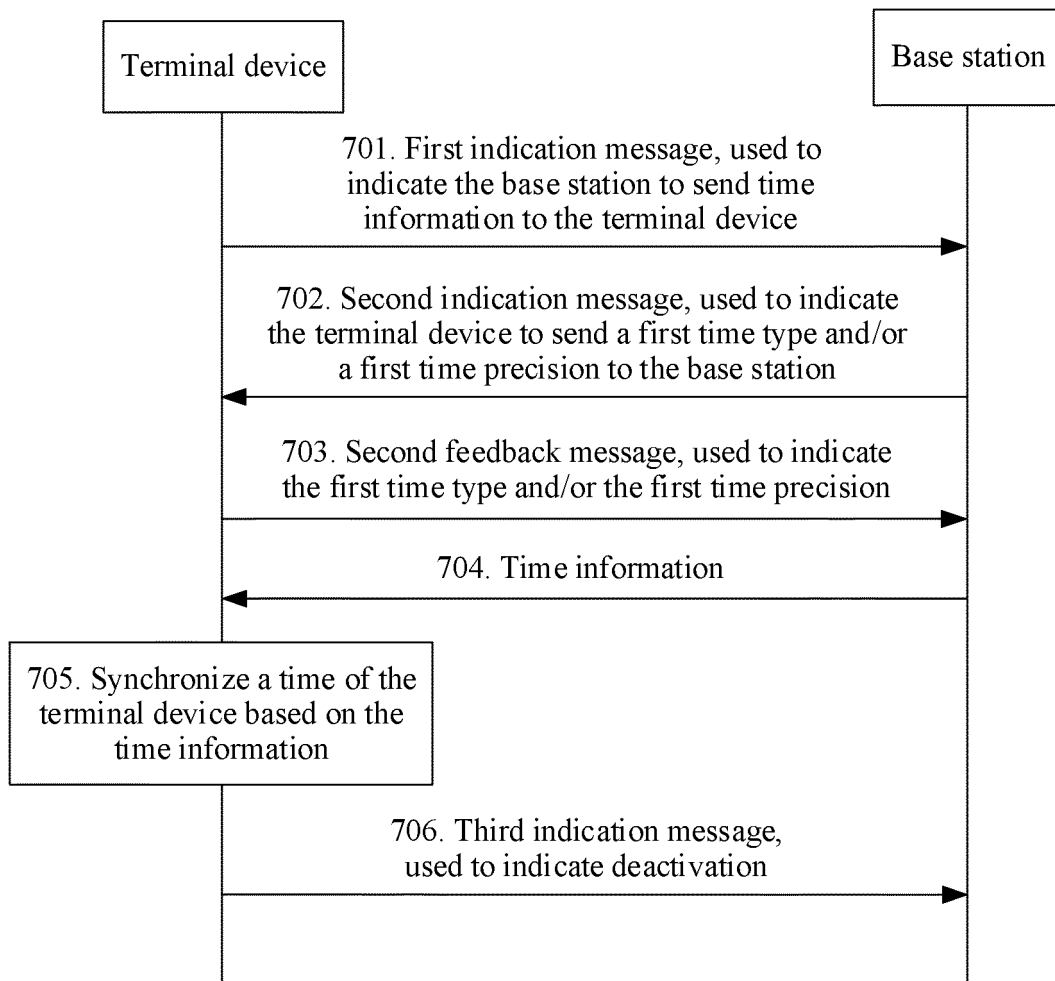 Terminal device
Base station
701. First indication message, used to
indicate the base station to send time
information to the terminal device
702. Second indication message, used to indicate
the terminal device to send a first time type and/or
a first time precision to the base station
703. Second feedback message, used to indicate
the first time type and/or the first time precision
704. Time information
705. Synchronize a time of the
terminal device based on the
time information
706. Third indication message,
used to indicate deactivation